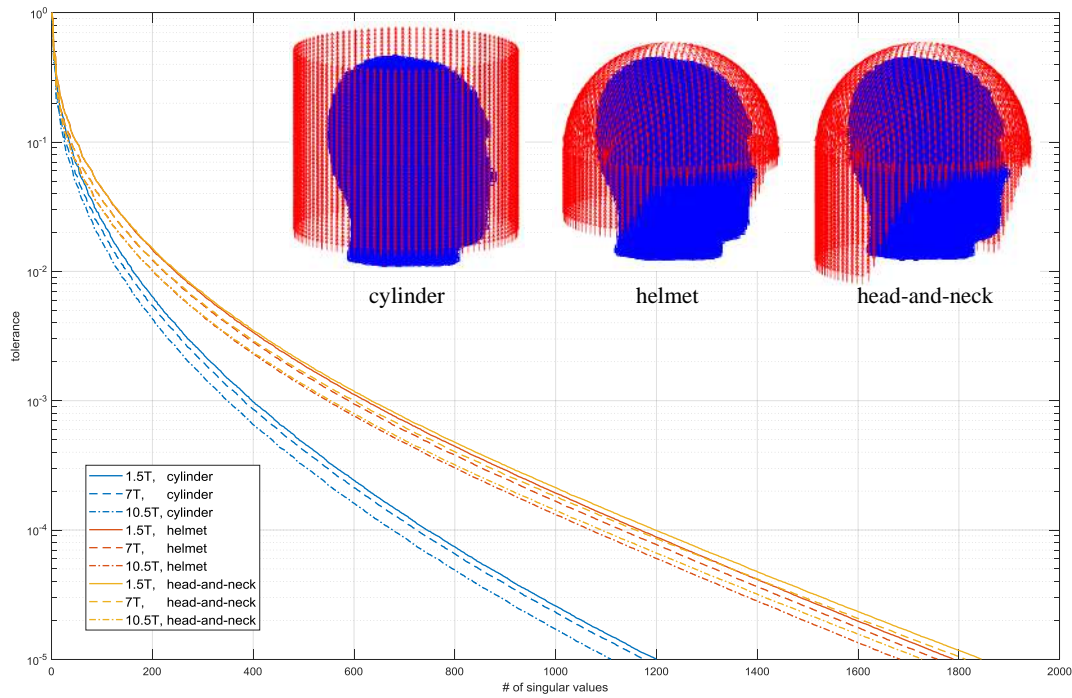 10^0
10^-1
10^-2
10^-3
10^-4
10^-5
tolerance
cylinder helmet head-and-neck
1.5T, cylinder
7T, cylinder
10.5T, cylinder
1.5T, helmet
7T, helmet
10.5T, helmet
1.5T, head-and-neck
7T, head-and-neck
10.5T, head-and-neck
0 200 400 600 800 1000 1200 1400 1600 1800 2000
# of singular values